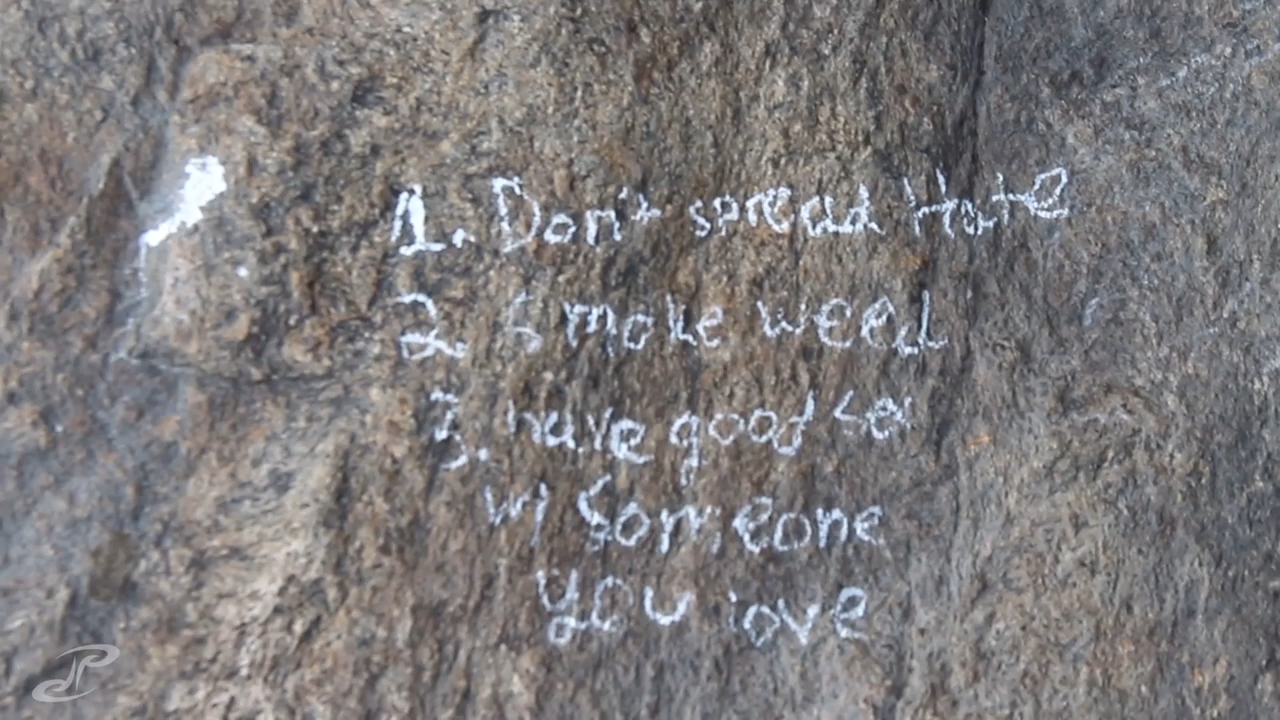 1. Don't spread Hate
2. Smoke weed
3. have good sex
w/ someone
you love